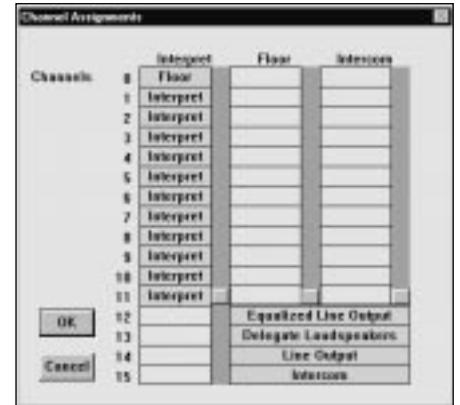 Channel Assignments
Interpret Floor Intercom
Channels 0 Floor
1 Interpret
2 Interpret
3 Interpret
4 Interpret
5 Interpret
6 Interpret
7 Interpret
8 Interpret
9 Interpret
10 Interpret
11 Interpret
OK 12 Equalized Line Output
13 Delegate Loudspeakers
14 Line Output
Cancel 15 Intercom